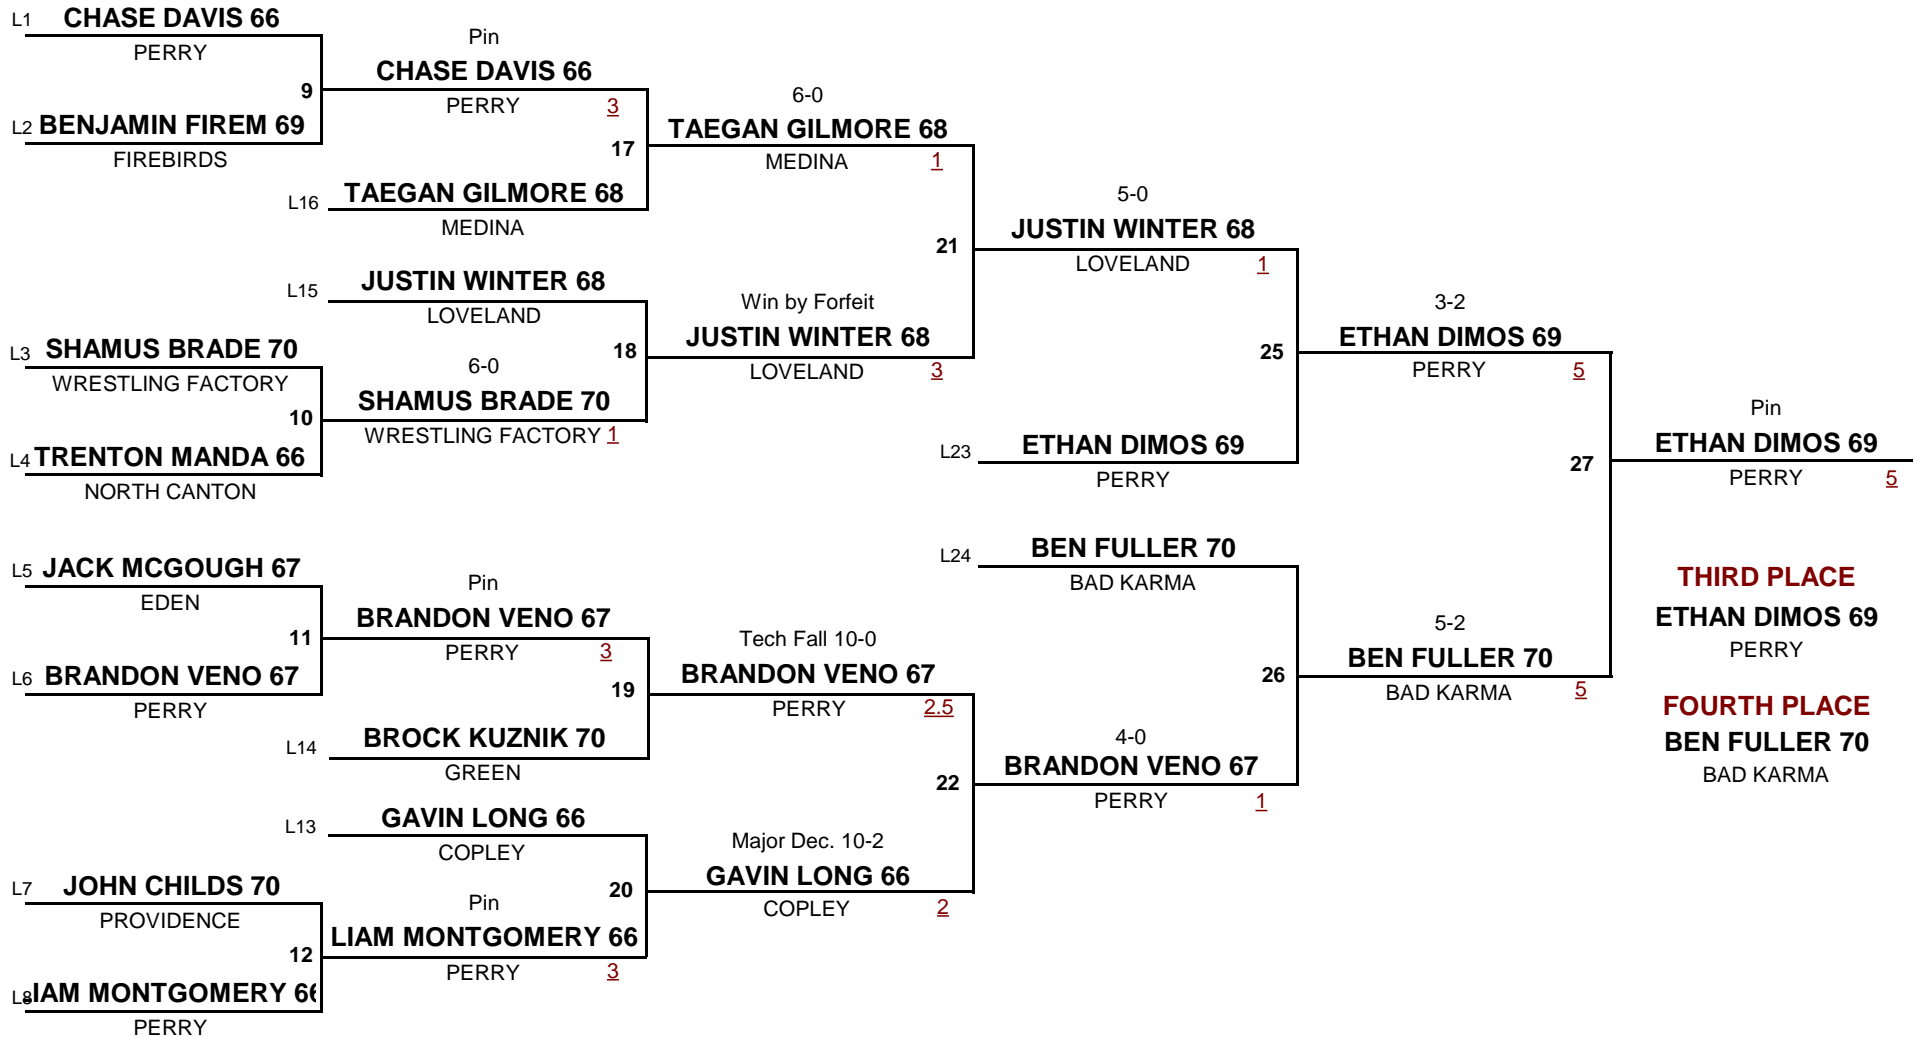 L1 CHASE DAVIS 66
PERRY
9
L2 BENJAMIN FIREM 69
FIREBIRDS
Pin
CHASE DAVIS 66
PERRY 3
17
L16 TAEGAN GILMORE 68
MEDINA
6-0
TAEGAN GILMORE 68
MEDINA 1
21
L15 JUSTIN WINTER 68
LOVELAND
18
Win by Forfeit
JUSTIN WINTER 68
LOVELAND 3
L3 SHAMUS BRADE 70
WRESTLING FACTORY
10
L4 TRENTON MANDA 66
NORTH CANTON
6-0
SHAMUS BRADE 70
WRESTLING FACTORY 1
5-0
JUSTIN WINTER 68
LOVELAND 1
25
L23 ETHAN DIMOS 69
PERRY
3-2
ETHAN DIMOS 69
PERRY 5
27
Pin
ETHAN DIMOS 69
PERRY 5
L5 JACK MCGOUGH 67
EDEN
11
L6 BRANDON VENO 67
PERRY
Pin
BRANDON VENO 67
PERRY 3
19
L14 BROCK KUZNIK 70
GREEN
Tech Fall 10-0
BRANDON VENO 67
PERRY 2.5
22
L13 GAVIN LONG 66
COPLEY
20
Major Dec. 10-2
GAVIN LONG 66
COPLEY 2
L7 JOHN CHILDS 70
PROVIDENCE
12
L8 IAM MONTGOMERY 66
PERRY
Pin
LIAM MONTGOMERY 66
PERRY 3
L24 BEN FULLER 70
BAD KARMA
26
4-0
BRANDON VENO 67
PERRY 1
5-2
BEN FULLER 70
BAD KARMA 5
THIRD PLACE
ETHAN DIMOS 69
PERRY
FOURTH PLACE
BEN FULLER 70
BAD KARMA